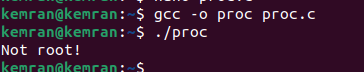 kemran@kemran:~$ gcc -o proc proc.c
kemran@kemran:~$ ./proc
Not root!
kemran@kemran:~$